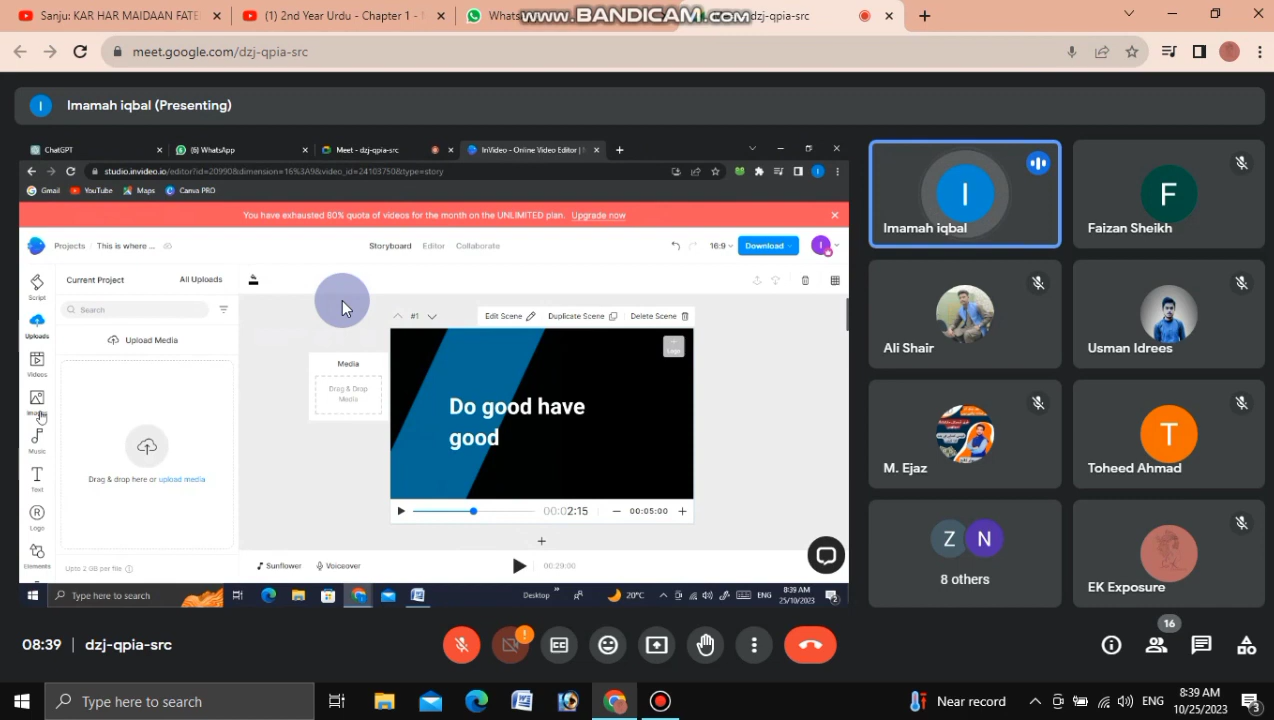 Sanju: KAR HAR MAIDAAN FATEH
(1) 2nd Year Urdu - Chapter 1 -
Whats
www.BANDICAM.com
dzj-qpia-src
meet.google.com/dzj-qpia-src
I
Imamah iqbal (Presenting)
ChatGPT
(6) WhatsApp
Meet - dzj-qpia-src
InVideo - Online Video Editor |
studio.invideo.io/editor?id=20990&dimension=16%3A9&video_id=24103750&type=story
Gmail
YouTube
Maps
Canva PRO
You have exhausted 80% quota of videos for the month on the UNLIMITED plan. Upgrade now
Projects / This is where ...
Storyboard
Editor
Collaborate
16:9
Download
I
Script
Uploads
Videos
Images
Music
Text
Logo
Elements
Current Project
All Uploads
Search
Upload Media
Drag & drop here or upload media
Upto 2 GB per file
#1
Edit Scene
Duplicate Scene
Delete Scene
Media
Drag & Drop
Media
Logo
Do good have
good
00:02:15
00:05:00
Sunflower
Voiceover
00:29:00
Type here to search
Desktop
20°C
ENG
8:39 AM
25/10/2023
2
I
Imamah iqbal
F
Faizan Sheikh
Ali Shair
Usman Idrees
M. Ejaz
T
Toheed Ahmad
Z
N
8 others
EK Exposure
08:39 | dzj-qpia-src
16
Type here to search
Near record
ENG
8:39 AM
10/25/2023
3